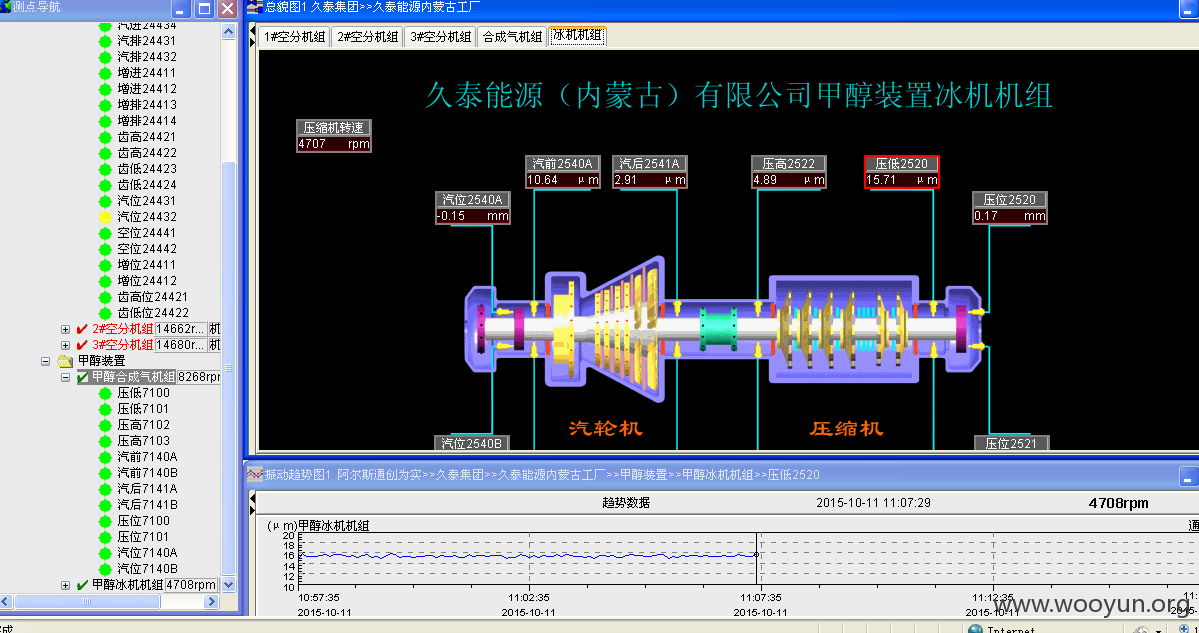 测点导航
汽进24434
汽排24431
汽排24432
增进24411
增进24412
增排24413
增排24414
齿高24421
齿高24422
齿低24423
齿低24424
汽位24431
汽位24432
空位24441
空位24442
增位24411
增位24412
齿高位24421
齿低位24422
2#空分机组 14662r... 机
3#空分机组 14680r... 机
甲醇装置
甲醇合成气机组 8268rpm
压低7100
压低7101
压高7102
压高7103
汽前7140A
汽前7140B
汽后7141A
汽后7141B
压位7100
压位7101
汽位7140A
汽位7140B
甲醇冰机机组 4708rpm
总貌图1 久泰集团>>久泰能源内蒙古工厂
1#空分机组 2#空分机组 3#空分机组 合成气机组 冰机机组
久泰能源（内蒙古）有限公司甲醇装置冰机机组
压缩机转速
4707 rpm
汽前2540A 汽后2541A 压高2522 压低2520
10.64 μm 2.91 μm 4.89 μm 15.71 μm
汽位2540A 压位2520
-0.15 mm 0.17 mm
汽轮机 压缩机
汽位2540B 压位2521
振动趋势图1 阿尔斯通创为实>>久泰集团>>久泰能源内蒙古工厂>>甲醇装置>>甲醇冰机机组>>压低2520
趋势数据 2015-10-11 11:07:29 4708rpm
通
(μm)甲醇冰机机组
20
18
16
14
12
10
10:57:35 11:02:35 11:07:35 11:12:35 11:
2015-10-11 2015-10-11 2015-10-11 2015-10-11 2015-
www.wooyun.org
完成
Internet